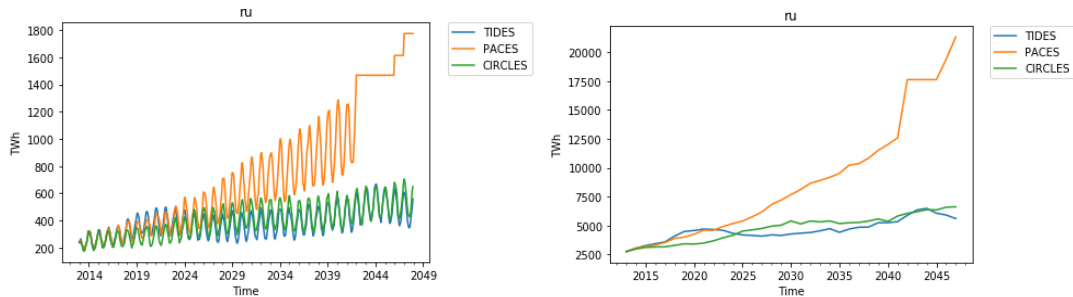 ru
1800
1600
1400
1200
1000
800
600
400
200
TWh
2014
2019
2024
2029
2034
2039
2044
2049
Time
TIDES
PACES
CIRCLES
ru
20000
17500
15000
12500
10000
7500
5000
2500
TWh
2015
2020
2025
2030
2035
2040
2045
Time
TIDES
PACES
CIRCLES